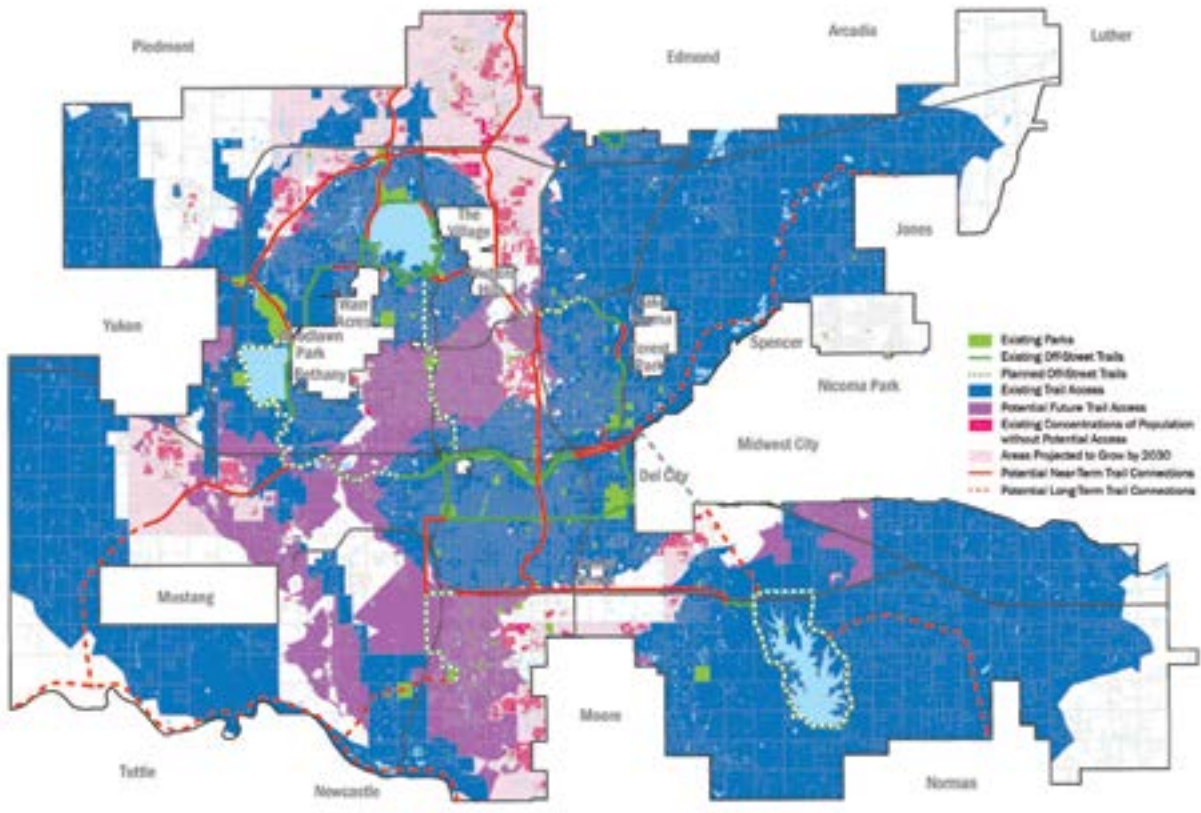 Piedmont
Edmond
Arcadia
Luther
The
Village
Jones
Yukon
Warr
Acres
Park
Bethany
Spencer
Nicoma Park
Midwest City
Del City
Mustang
Moore
Tuttle
Newcastle
Norman
Existing Parks
Existing Off-Street Trails
Planned Off-Street Trails
Existing Trail Access
Potential Future Trail Access
Existing Concentrations of Population
without Potential Access
Areas Projected to Grow by 2030
Potential Near-Term Trail Connections
Potential Long-Term Trail Connections